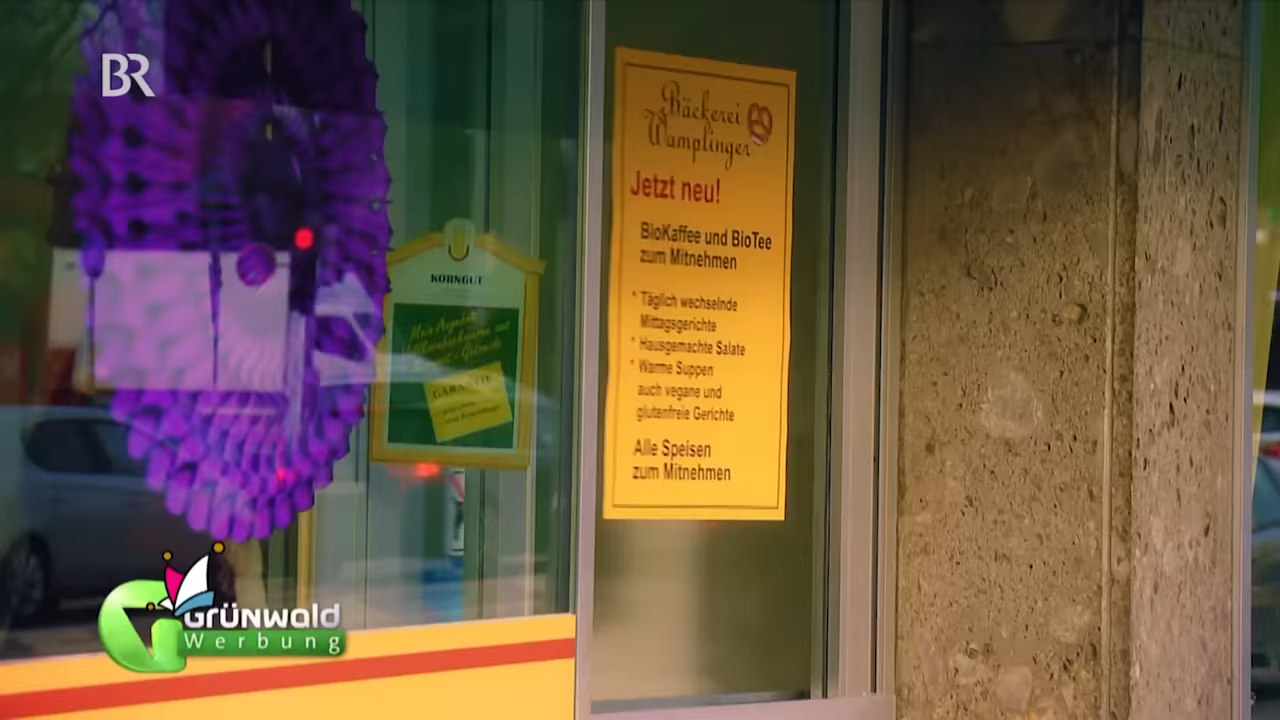 BR
Bäckerei
Wamplinger
Jetzt neu!
BioKaffee und BioTee
zum Mitnehmen
* Täglich wechselnde
Mittagsgerichte
* Hausgemachte Salate
* Warme Suppen
auch vegane und
glutenfreie Gerichte
Alle Speisen
zum Mitnehmen
KORNGUT
GARANTIE
GRÜNWALD
Werbung